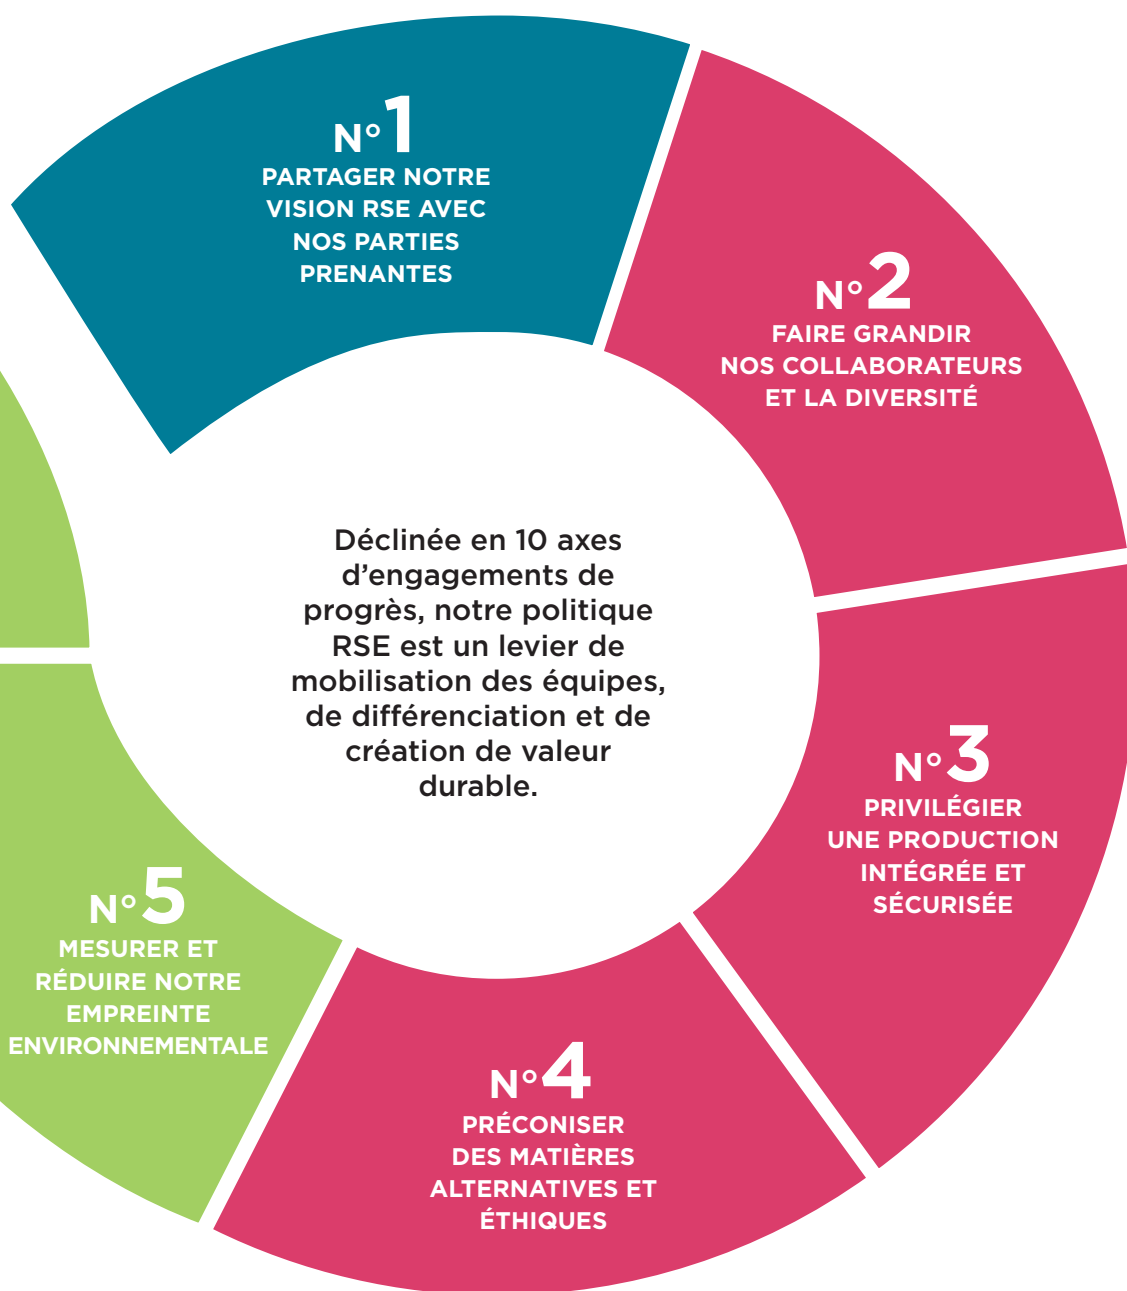 N°1
PARTAGER NOTRE
VISION RSE AVEC
NOS PARTIES
PRENANTES
N°2
FAIRE GRANDIR
NOS COLLABORATEURS
ET LA DIVERSITÉ
Déclinée en 10 axes
d’engagements de
progrès, notre politique
RSE est un levier de
mobilisation des équipes,
de différenciation et de
création de valeur
durable.
N°3
PRIVILÉGIER
UNE PRODUCTION
INTÉGRÉE ET
SÉCURISÉE
N°4
PRÉCONISER
DES MATIÈRES
ALTERNATIVES ET
ÉTHIQUES
N°5
MESURER ET
RÉDUIRE NOTRE
EMPREINTE
ENVIRONNEMENTALE